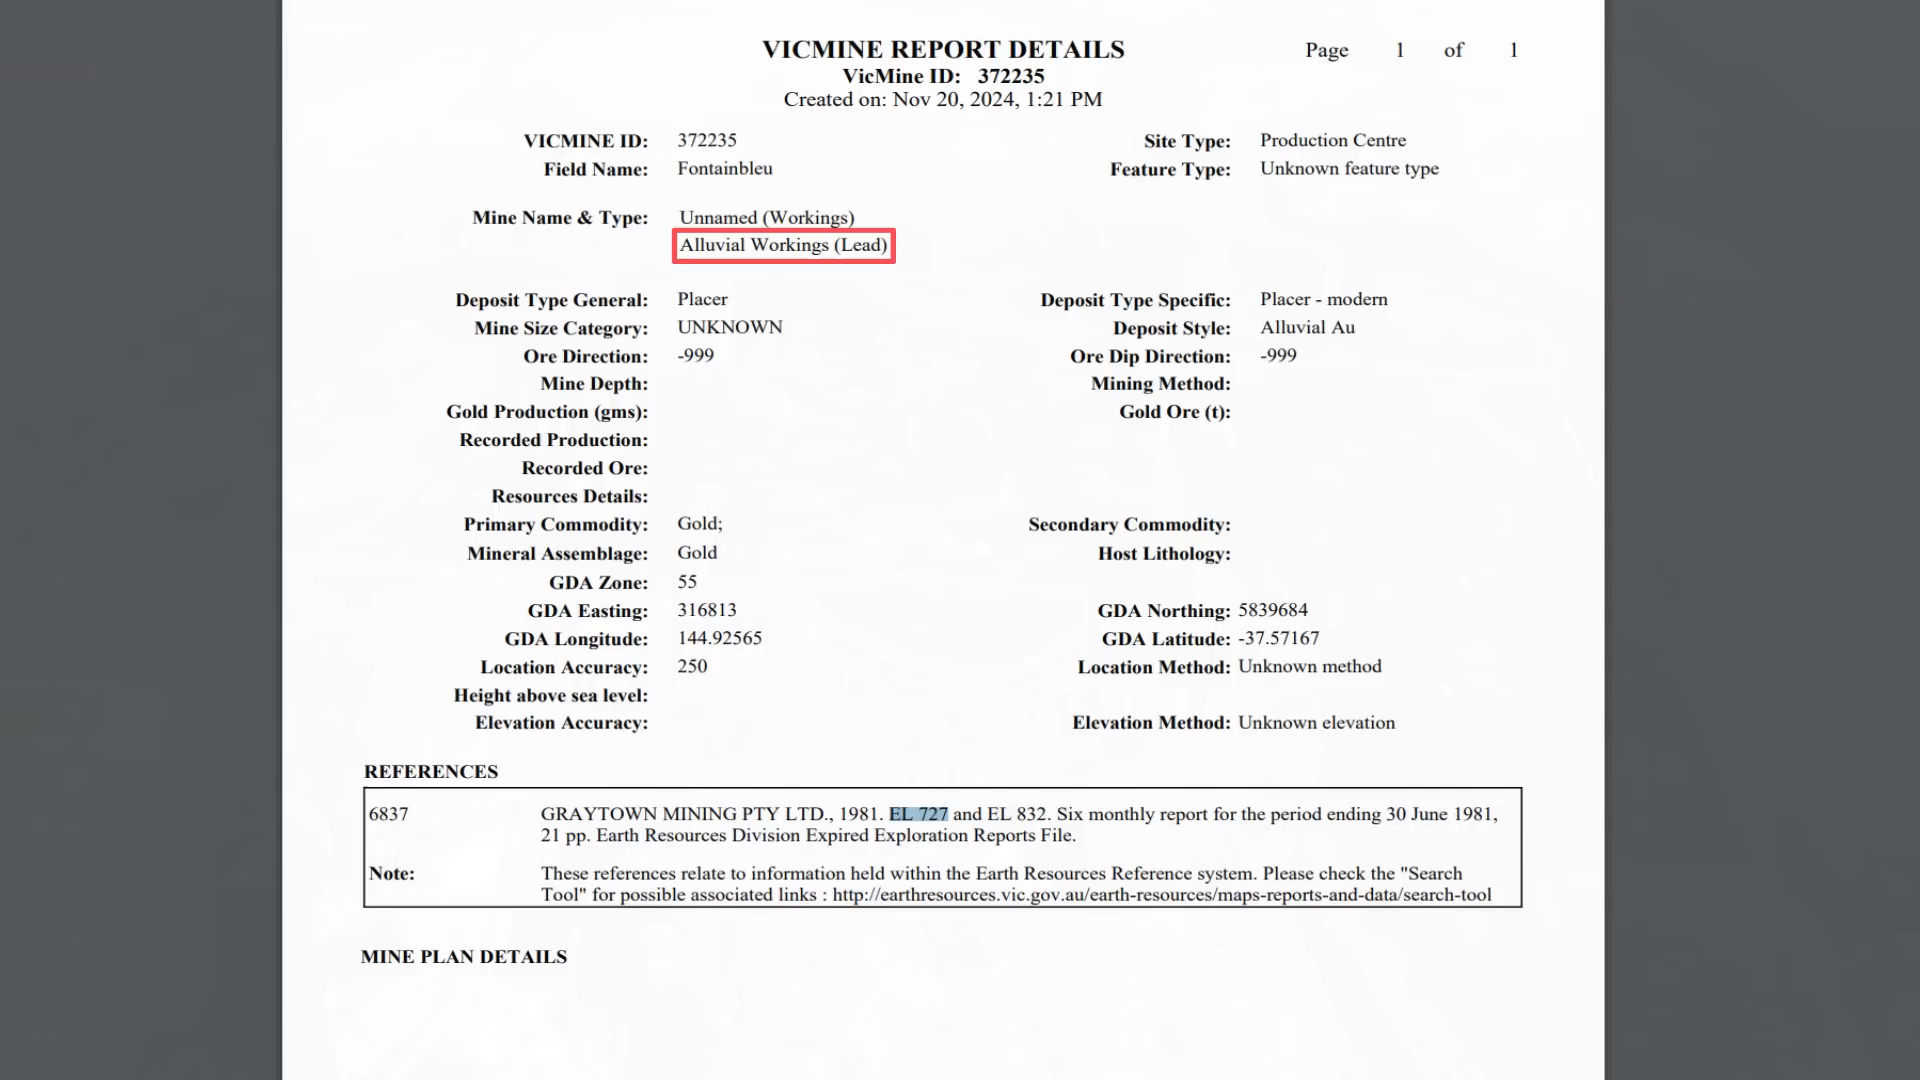 VICMINE REPORT DETAILS
Page 1 of 1
VicMine ID: 372235
Created on: Nov 20, 2024, 1:21 PM
VICMINE ID: 372235 Site Type: Production Centre
Field Name: Fontainbleu Feature Type: Unknown feature type
Mine Name & Type: Unnamed (Workings)
Alluvial Workings (Lead)
Deposit Type General: Placer Deposit Type Specific: Placer - modern
Mine Size Category: UNKNOWN Deposit Style: Alluvial Au
Ore Direction: -999 Ore Dip Direction: -999
Mine Depth: Mining Method:
Gold Production (gms): Gold Ore (t):
Recorded Production:
Recorded Ore:
Resources Details:
Primary Commodity: Gold; Secondary Commodity:
Mineral Assemblage: Gold Host Lithology:
GDA Zone: 55
GDA Easting: 316813 GDA Northing: 5839684
GDA Longitude: 144.92565 GDA Latitude: -37.57167
Location Accuracy: 250 Location Method: Unknown method
Height above sea level:
Elevation Accuracy: Elevation Method: Unknown elevation
REFERENCES
6837 GRAYTOWN MINING PTY LTD., 1981. EL 727 and EL 832. Six monthly report for the period ending 30 June 1981,
21 pp. Earth Resources Division Expired Exploration Reports File.
Note: These references relate to information held within the Earth Resources Reference system. Please check the "Search
Tool" for possible associated links : http://earthresources.vic.gov.au/earth-resources/maps-reports-and-data/search-tool
MINE PLAN DETAILS